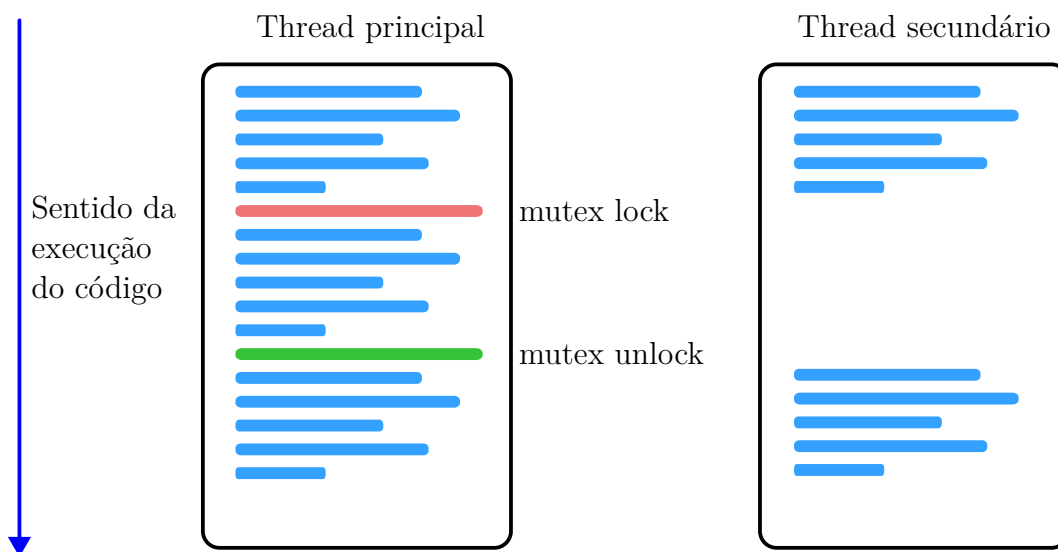 Thread principal
Thread secundário
Sentido da
execução
do código
mutex lock
mutex unlock